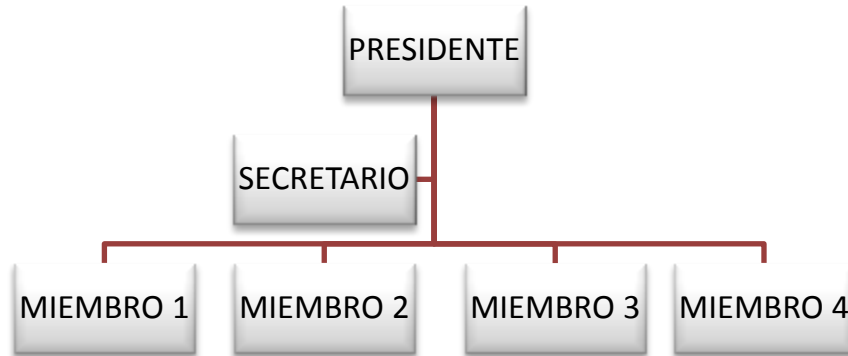 PRESIDENTE
SECRETARIO
MIEMBRO 1
MIEMBRO 2
MIEMBRO 3
MIEMBRO 4